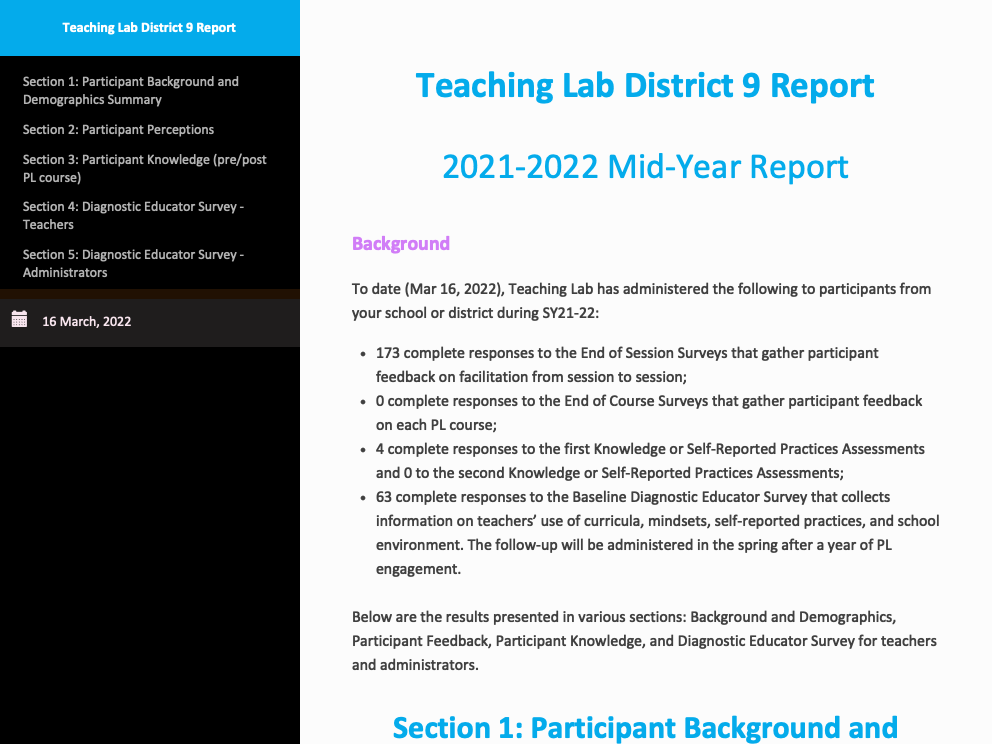 Teaching Lab District 9 Report
Section 1: Participant Background and
Demographics Summary
Section 2: Participant Perceptions
Section 3: Participant Knowledge (pre/post
PL course)
Section 4: Diagnostic Educator Survey -
Teachers
Section 5: Diagnostic Educator Survey -
Administrators
16 March, 2022
Teaching Lab District 9 Report
2021-2022 Mid-Year Report
Background
To date (Mar 16, 2022), Teaching Lab has administered the following to participants from
your school or district during SY21-22:
• 173 complete responses to the End of Session Surveys that gather participant
feedback on facilitation from session to session;
• 0 complete responses to the End of Course Surveys that gather participant feedback
on each PL course;
• 4 complete responses to the first Knowledge or Self-Reported Practices Assessments
and 0 to the second Knowledge or Self-Reported Practices Assessments;
• 63 complete responses to the Baseline Diagnostic Educator Survey that collects
information on teachers’ use of curricula, mindsets, self-reported practices, and school
environment. The follow-up will be administered in the spring after a year of PL
engagement.
Below are the results presented in various sections: Background and Demographics,
Participant Feedback, Participant Knowledge, and Diagnostic Educator Survey for teachers
and administrators.
Section 1: Participant Background and